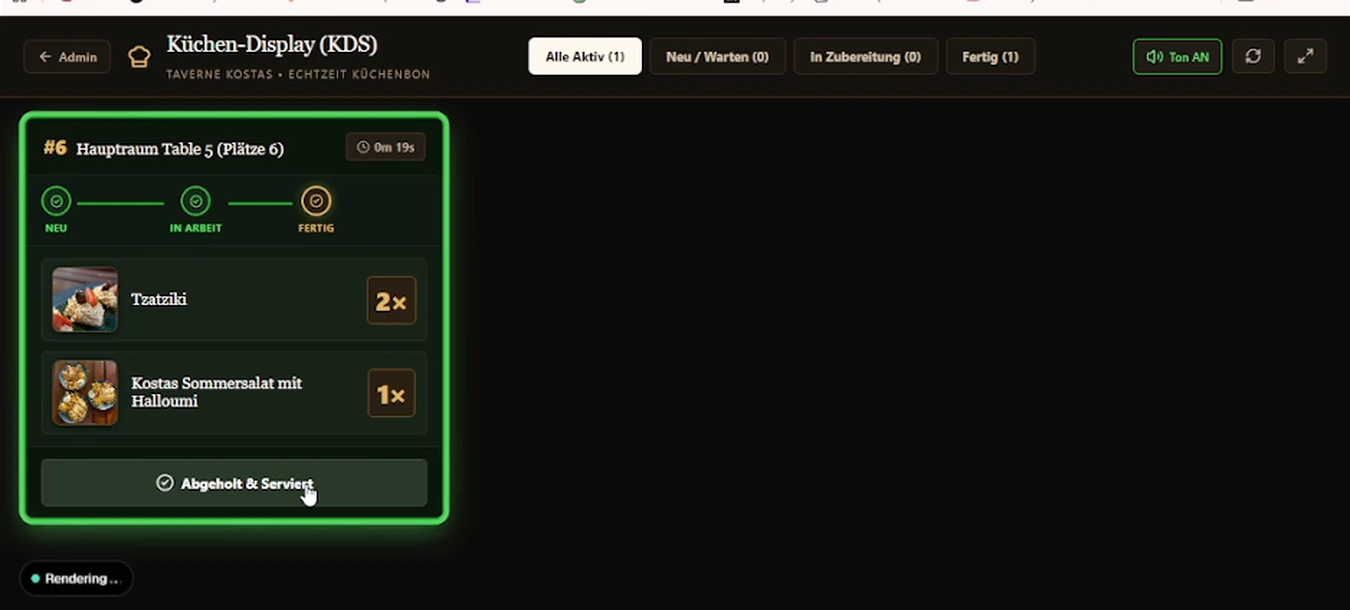 Admin
Küchen-Display (KDS)
TAVERNE KOSTAS • ECHTZEIT KÜCHENBON
Alle Aktiv (1)
Neu / Warten (0)
In Zubereitung (0)
Fertig (1)
Ton AN
#6 Hauptraum Table 5 (Plätze 6)
0m 19s
NEU
IN ARBEIT
FERTIG
Tzatziki
2×
Kostas Sommersalat mit
Halloumi
1×
Abgeholt & Serviert
Rendering...